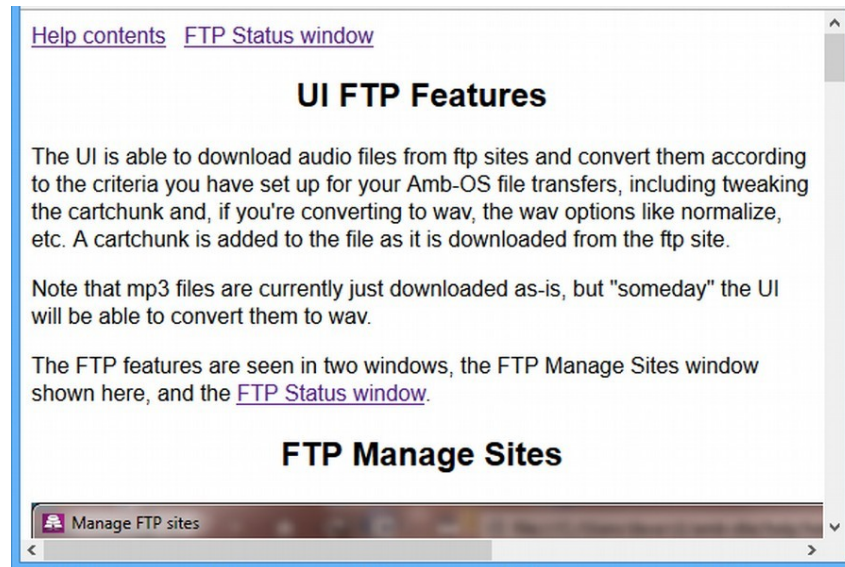 Help contents FTP Status window
UI FTP Features
The UI is able to download audio files from ftp sites and convert them according
to the criteria you have set up for your Amb-OS file transfers, including tweaking
the cartchunk and, if you're converting to wav, the wav options like normalize,
etc. A cartchunk is added to the file as it is downloaded from the ftp site.
Note that mp3 files are currently just downloaded as-is, but "someday" the UI
will be able to convert them to wav.
The FTP features are seen in two windows, the FTP Manage Sites window
shown here, and the FTP Status window.
FTP Manage Sites
Manage FTP sites